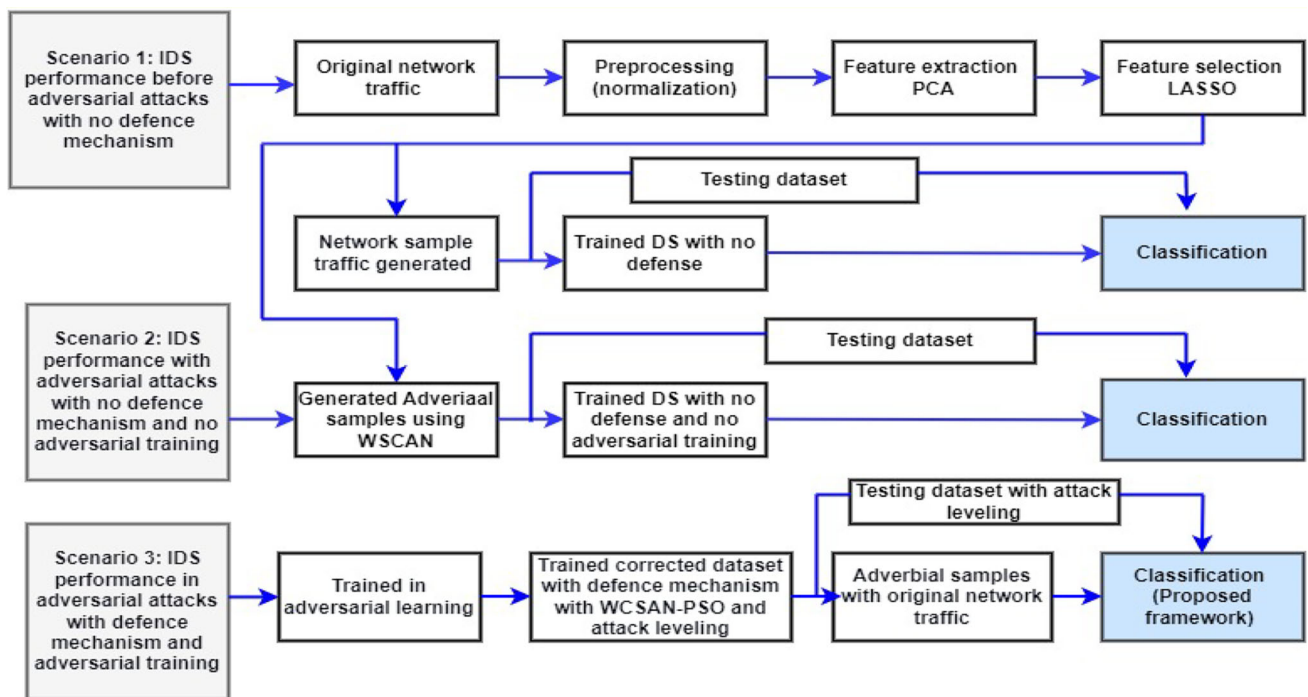 Scenario 1: IDS
performance before
adversarial attacks
with no defence
mechanism
Original network
traffic
Preprocessing
(normalization)
Feature extraction
PCA
Feature selection
LASSO
Testing dataset
Network sample
traffic generated
Trained DS with no
defense
Classification
Scenario 2: IDS
performance with
adversarial attacks
with no defence
mechanism and no
adversarial training
Testing dataset
Generated Adveriaal
samples using
WSCAN
Trained DS with no
defense and no
adversarial training
Classification
Scenario 3: IDS
performance in
adversarial attacks
with defence
mechanism and
adversarial training
Testing dataset with attack
leveling
Trained in
adversarial learning
Trained corrected dataset
with defence mechanism
with WCSAN-PSO and
attack leveling
Adverbial samples
with original network
traffic
Classification
(Proposed
framework)